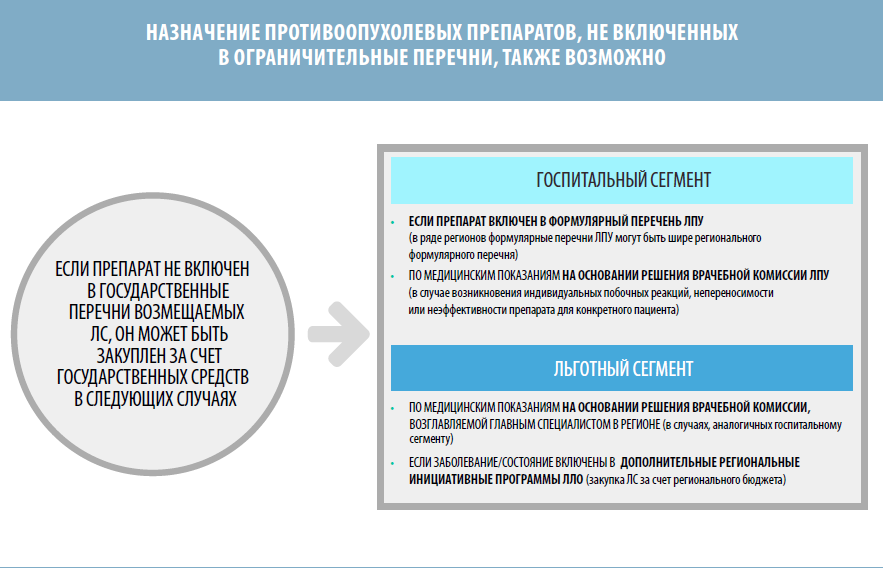 НАЗНАЧЕНИЕ ПРОТИВООПУХОЛЕВЫХ ПРЕПАРАТОВ, НЕ ВКЛЮЧЕННЫХ
В ОГРАНИЧИТЕЛЬНЫЕ ПЕРЕЧНИ, ТАКЖЕ ВОЗМОЖНО
ЕСЛИ ПРЕПАРАТ НЕ ВКЛЮЧЕН
В ГОСУДАРСТВЕННЫЕ
ПЕРЕЧНИ ВОЗМЕЩАЕМЫХ
ЛС, ОН МОЖЕТ БЫТЬ
ЗАКУПЛЕН ЗА СЧЕТ
ГОСУДАРСТВЕННЫХ СРЕДСТВ
В СЛЕДУЮЩИХ СЛУЧАЯХ
ГОСПИТАЛЬНЫЙ СЕГМЕНТ
• ЕСЛИ ПРЕПАРАТ ВКЛЮЧЕН В ФОРМУЛЯРНЫЙ ПЕРЕЧЕНЬ ЛПУ
(в ряде регионов формулярные перечни ЛПУ могут быть шире регионального
формулярного перечня)
• ПО МЕДИЦИНСКИМ ПОКАЗАНИЯМ НА ОСНОВАНИИ РЕШЕНИЯ ВРАЧЕБНОЙ КОМИССИИ ЛПУ
(в случае возникновения индивидуальных побочных реакций, непереносимости
или неэффективности препарата для конкретного пациента)
ЛЬГОТНЫЙ СЕГМЕНТ
• ПО МЕДИЦИНСКИМ ПОКАЗАНИЯМ НА ОСНОВАНИИ РЕШЕНИЯ ВРАЧЕБНОЙ КОМИССИИ,
ВОЗГЛАВЛЯЕМОЙ ГЛАВНЫМ СПЕЦИАЛИСТОМ В РЕГИОНЕ (в случаях, аналогичных госпитальному
сегменту)
• ЕСЛИ ЗАБОЛЕВАНИЕ/СОСТОЯНИЕ ВКЛЮЧЕНЫ В ДОПОЛНИТЕЛЬНЫЕ РЕГИОНАЛЬНЫЕ
ИНИЦИАТИВНЫЕ ПРОГРАММЫ ЛЛО (закупка ЛС за счет регионального бюджета)